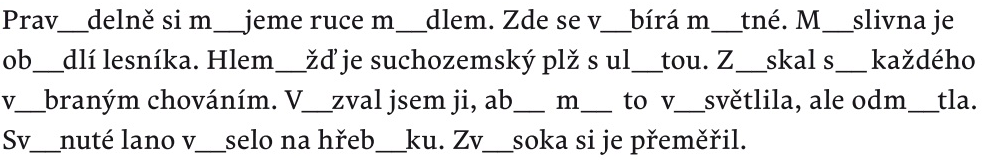 Prav__delně si m__jeme ruce m__dlem. Zde se v__bírá m__tné. M__slivna je
ob__dlí lesníka. Hlem__žď je suchozemský plž s ul__tou. Z__skal s__ každého
v__braným chováním. V__zval jsem ji, ab__ m__ to v__světlila, ale odm__tla.
Sv__nuté lano v__selo na hřeb__ku. Zv__soka si je přeměřil.